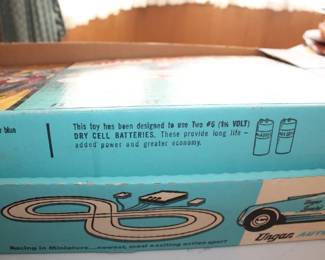 blue
This toy has been designed to use Two #6 (1½ VOLT)
DRY CELL BATTERIES. These provide long life –
added power and greater economy.
Racing in Miniature...newest, most exciting action sport!
Ungar